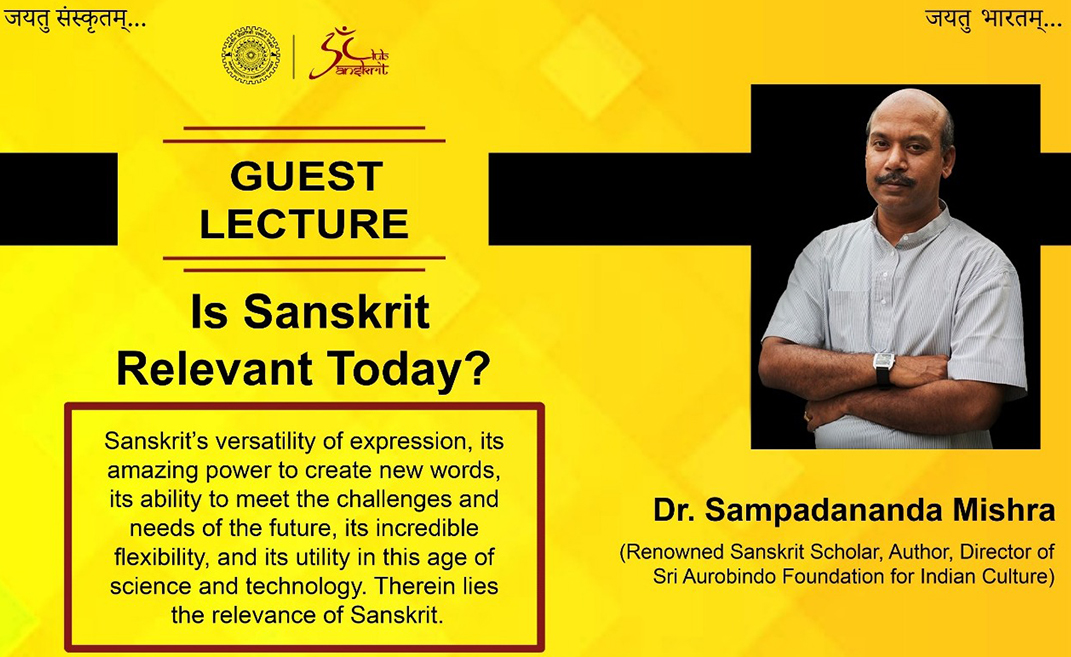 जयतु संस्कृतम्...
जयतु भारतम्...
Sanskrit Club
GUEST
LECTURE
Is Sanskrit
Relevant Today?
Sanskrit's versatility of expression, its
amazing power to create new words,
its ability to meet the challenges and
needs of the future, its incredible
flexibility, and its utility in this age of
science and technology. Therein lies
the relevance of Sanskrit.
Dr. Sampadananda Mishra
(Renowned Sanskrit Scholar, Author, Director of
Sri Aurobindo Foundation for Indian Culture)